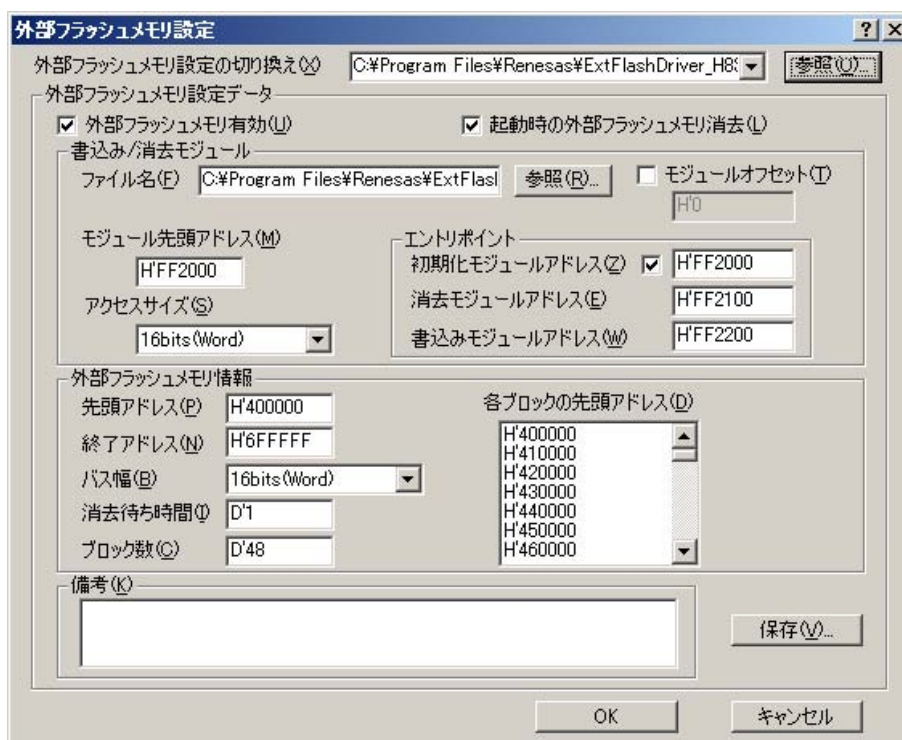 外部フラッシュメモリ設定
外部フラッシュメモリ設定の切り換え(X) C:¥Program Files¥Renesas¥ExtFlashDriver_H8S 参照(U)...
外部フラッシュメモリ設定データ
外部フラッシュメモリ有効(U) 起動時の外部フラッシュメモリ消去(L)
書込み/消去モジュール
ファイル名(F) C:¥Program Files¥Renesas¥ExtFlasl 参照(R)... モジュールオフセット(T)
H'0
モジュール先頭アドレス(M)
H'FF2000
アクセスサイズ(S)
16bits(Word)
エントリポイント
初期化モジュールアドレス(Z) H'FF2000
消去モジュールアドレス(E) H'FF2100
書込みモジュールアドレス(W) H'FF2200
外部フラッシュメモリ情報
先頭アドレス(P) H'400000
終了アドレス(N) H'6FFFFF
バス幅(B) 16bits(Word)
消去待ち時間(I) D'1
ブロック数(C) D'48
各ブロックの先頭アドレス(D)
H'400000
H'410000
H'420000
H'430000
H'440000
H'450000
H'460000
備考(K)
保存(V)...
OK キャンセル